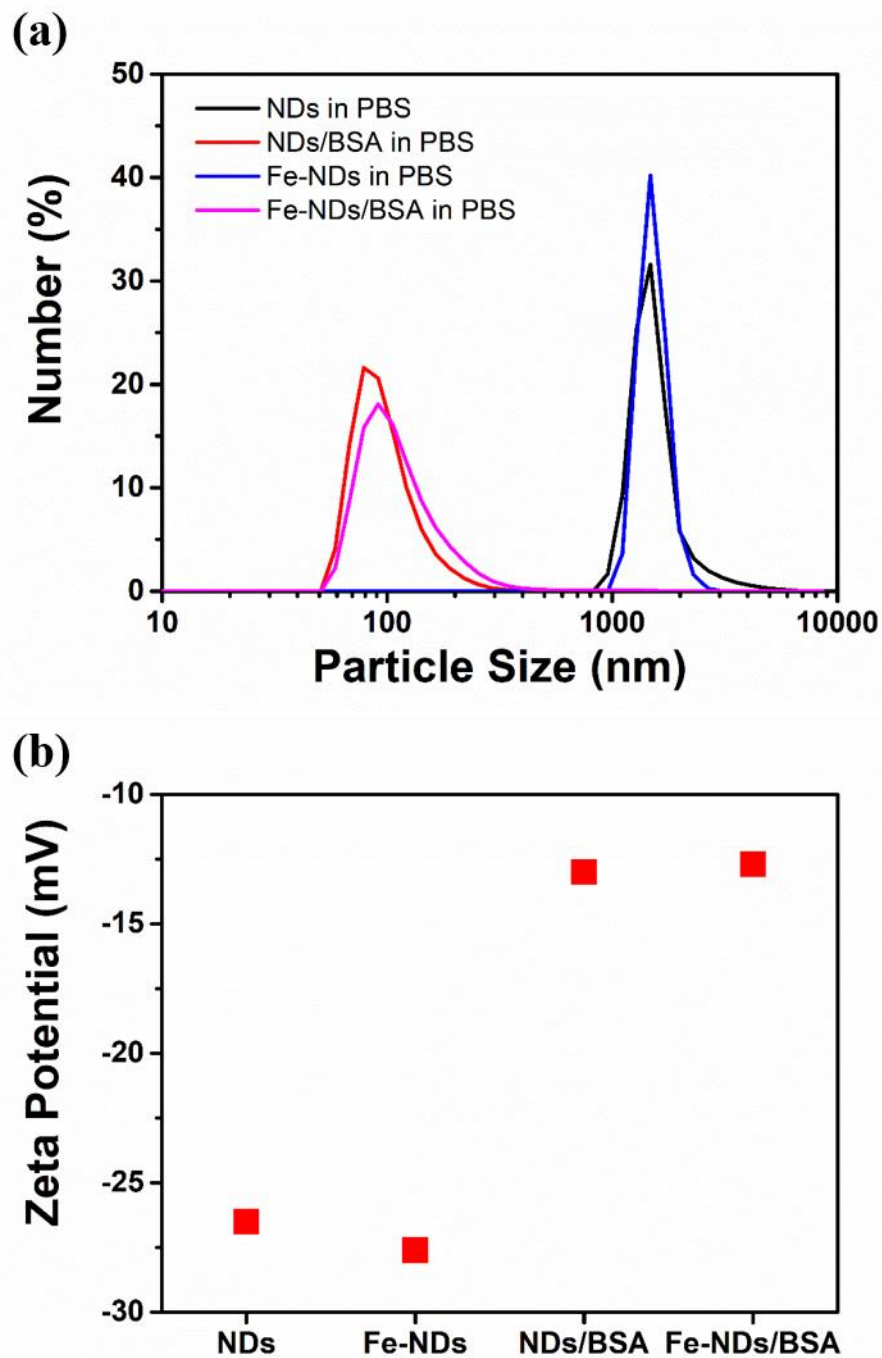 (a)
50
40
30
20
10
0
Number (%)
NDs in PBS
NDs/BSA in PBS
Fe-NDs in PBS
Fe-NDs/BSA in PBS
10 100 1000 10000
Particle Size (nm)
(b)
-10
-15
-20
-25
-30
Zeta Potential (mV)
NDs Fe-NDs NDs/BSA Fe-NDs/BSA